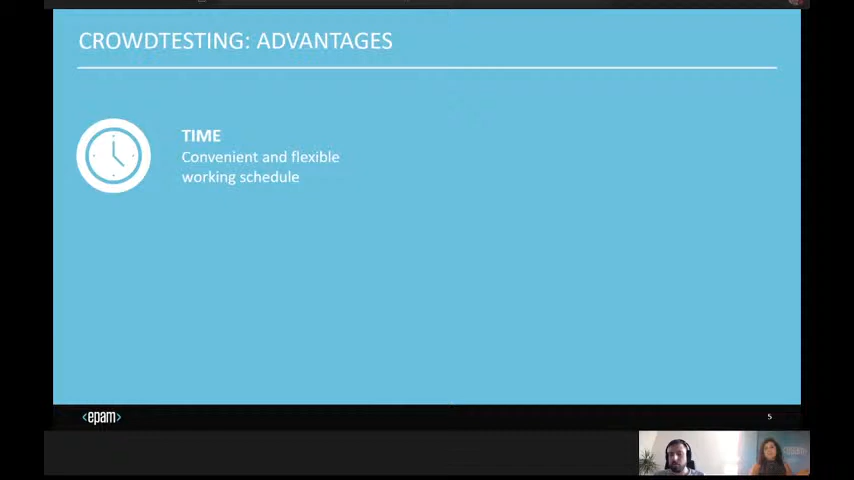 CROWDTESTING: ADVANTAGES
TIME
Convenient and flexible
working schedule
<epam>
5